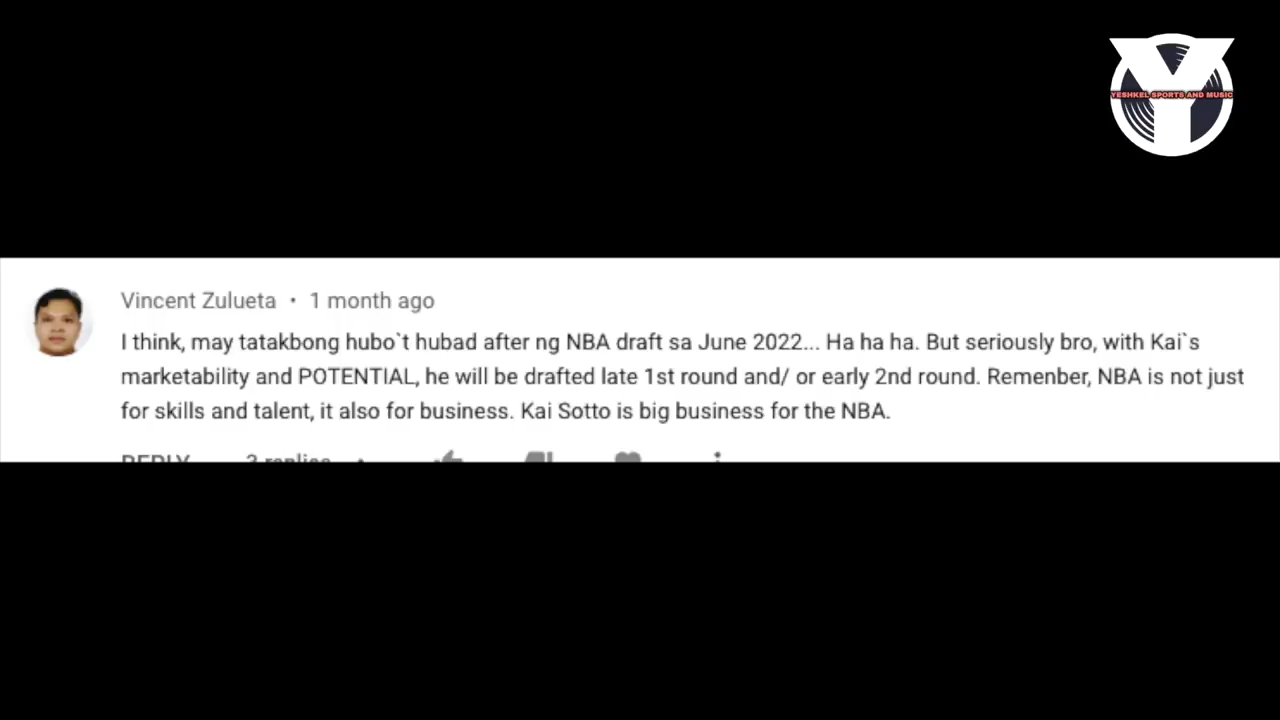 YESHKEL SPORTS AND MUSIC
Vincent Zulueta • 1 month ago
I think, may tatakbong hubo`t hubad after ng NBA draft sa June 2022... Ha ha ha. But seriously bro, with Kai`s
marketability and POTENTIAL, he will be drafted late 1st round and/ or early 2nd round. Remenber, NBA is not just
for skills and talent, it also for business. Kai Sotto is big business for the NBA.
REPLY 3 replies